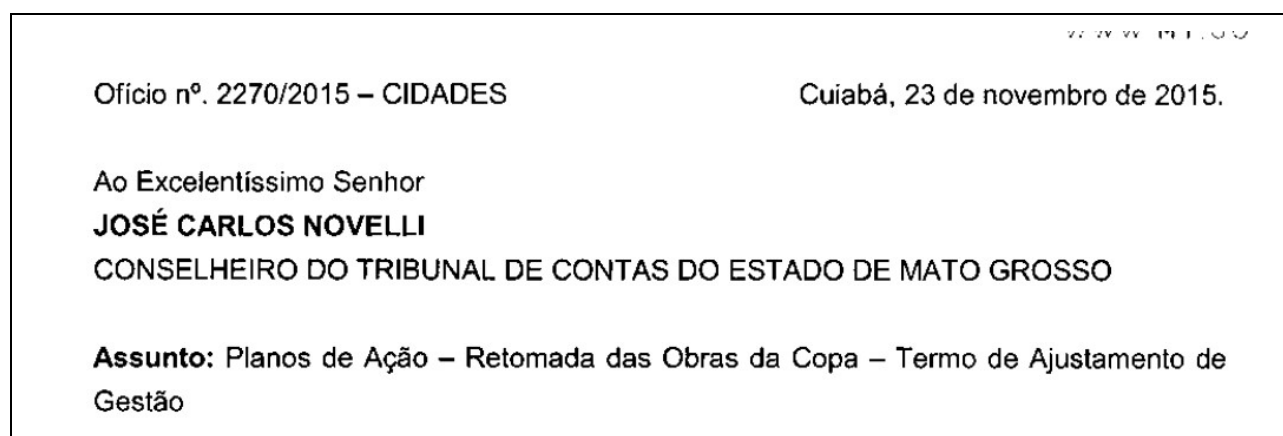 Ofício nº. 2270/2015 – CIDADES Cuiabá, 23 de novembro de 2015.
Ao Excelentíssimo Senhor
JOSÉ CARLOS NOVELLI
CONSELHEIRO DO TRIBUNAL DE CONTAS DO ESTADO DE MATO GROSSO
Assunto: Planos de Ação – Retomada das Obras da Copa – Termo de Ajustamento de
Gestão